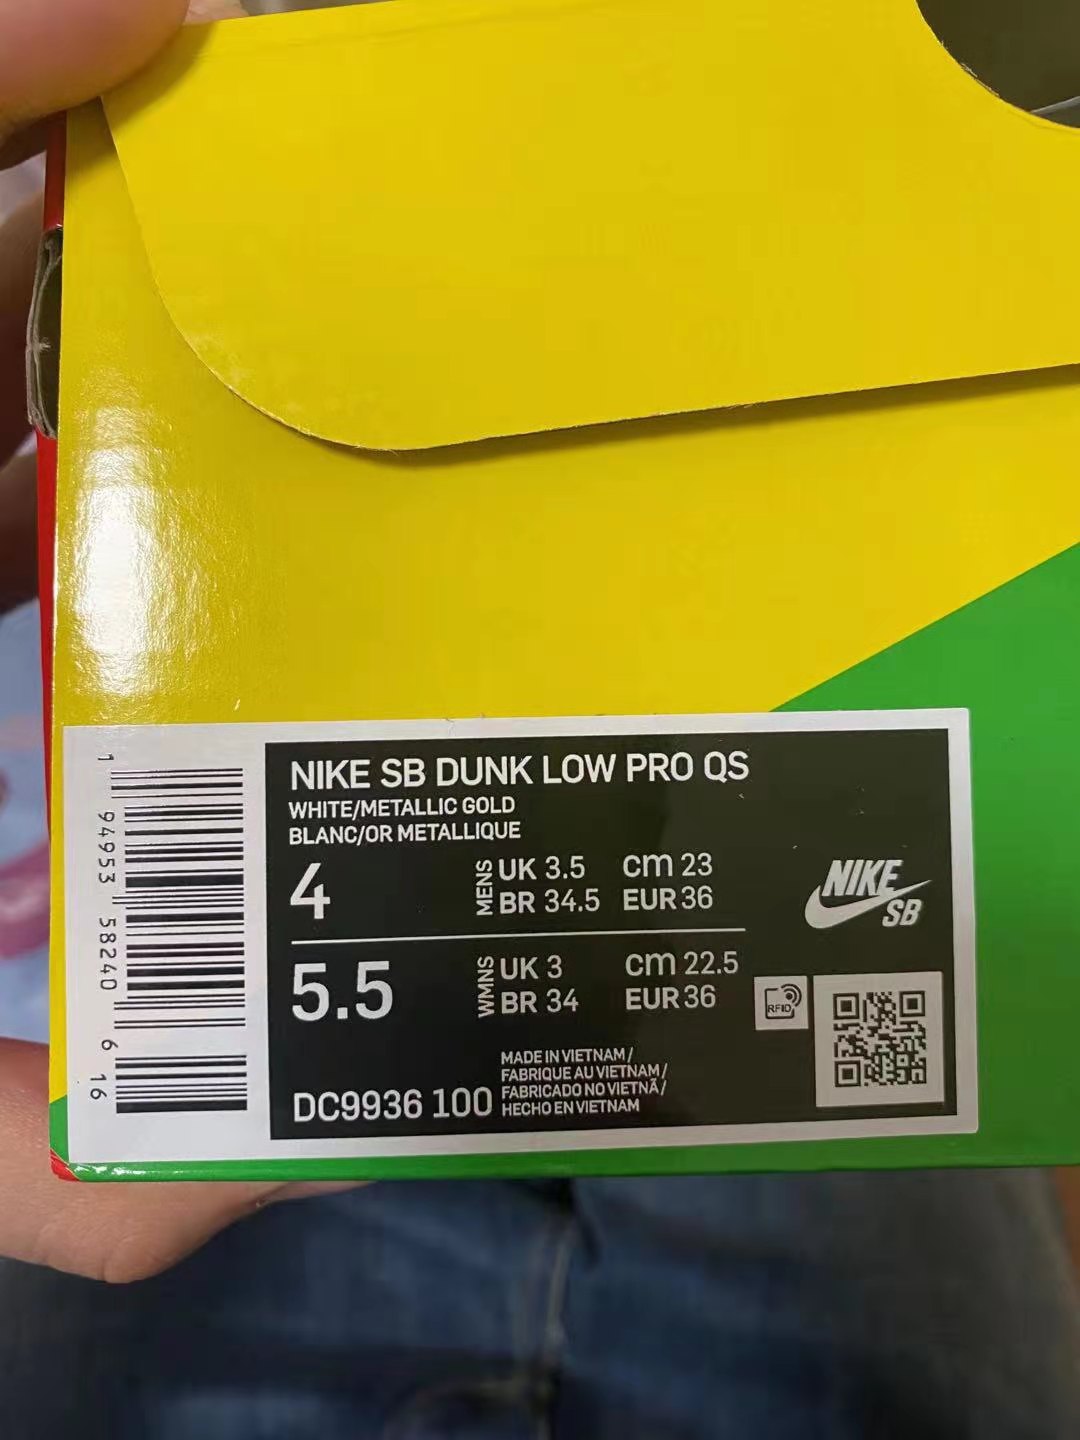 NIKE SB DUNK LOW PRO QS
WHITE/METALLIC GOLD
BLANC/OR METALLIQUE
4
MENS
UK 3.5 cm 23
BR 34.5 EUR 36
5.5
WMNS
UK 3 cm 22.5
BR 34 EUR 36
NIKE
SB
RFID
DC9936 100
MADE IN VIETNAM /
FABRIQUE AU VIETNAM /
FABRICADO NO VIETNÃ /
HECHO EN VIETNAM
1 94953 58240 6 16